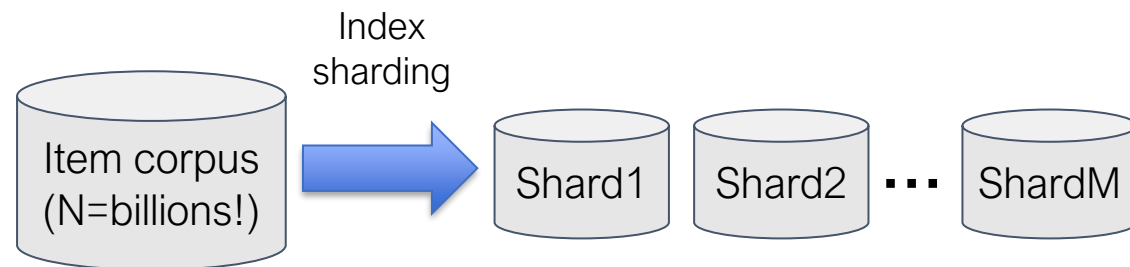 Index
sharding
Item corpus
(N=billions!)
Shard1
Shard2
...
ShardM